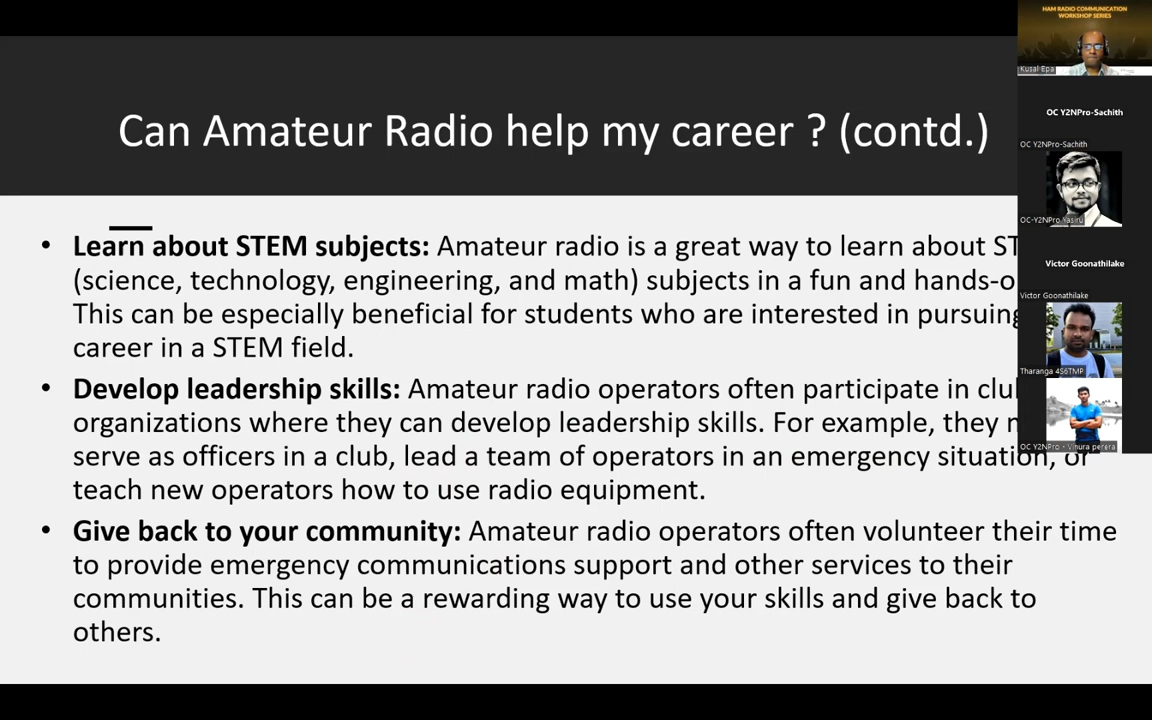 Can Amateur Radio help my career ? (contd.)
• Learn about STEM subjects: Amateur radio is a great way to learn about
(science, technology, engineering, and math) subjects in a fun and
This can be especially beneficial for students who are interested in pursuing
career in a STEM field.
• Develop leadership skills: Amateur radio operators often participate in
organizations where they can develop leadership skills. For example, they
serve as officers in a club, lead a team of operators in an emergency situation, or
teach new operators how to use radio equipment.
• Give back to your community: Amateur radio operators often volunteer their time
to provide emergency communications support and other services to their
communities. This can be a rewarding way to use your skills and give back to
others.
HAM RADIO COMMUNICATION
WORKSHOP SERIES
Kusal Epa
OC Y2NPro-Sachith
OC Y2NPro-Sachith
OC-Y2NPro Yasiru
Victor Goonathilake
Victor Goonathilake
Tharanga 4S6TMP
OC Y2NPro - Vinura perera